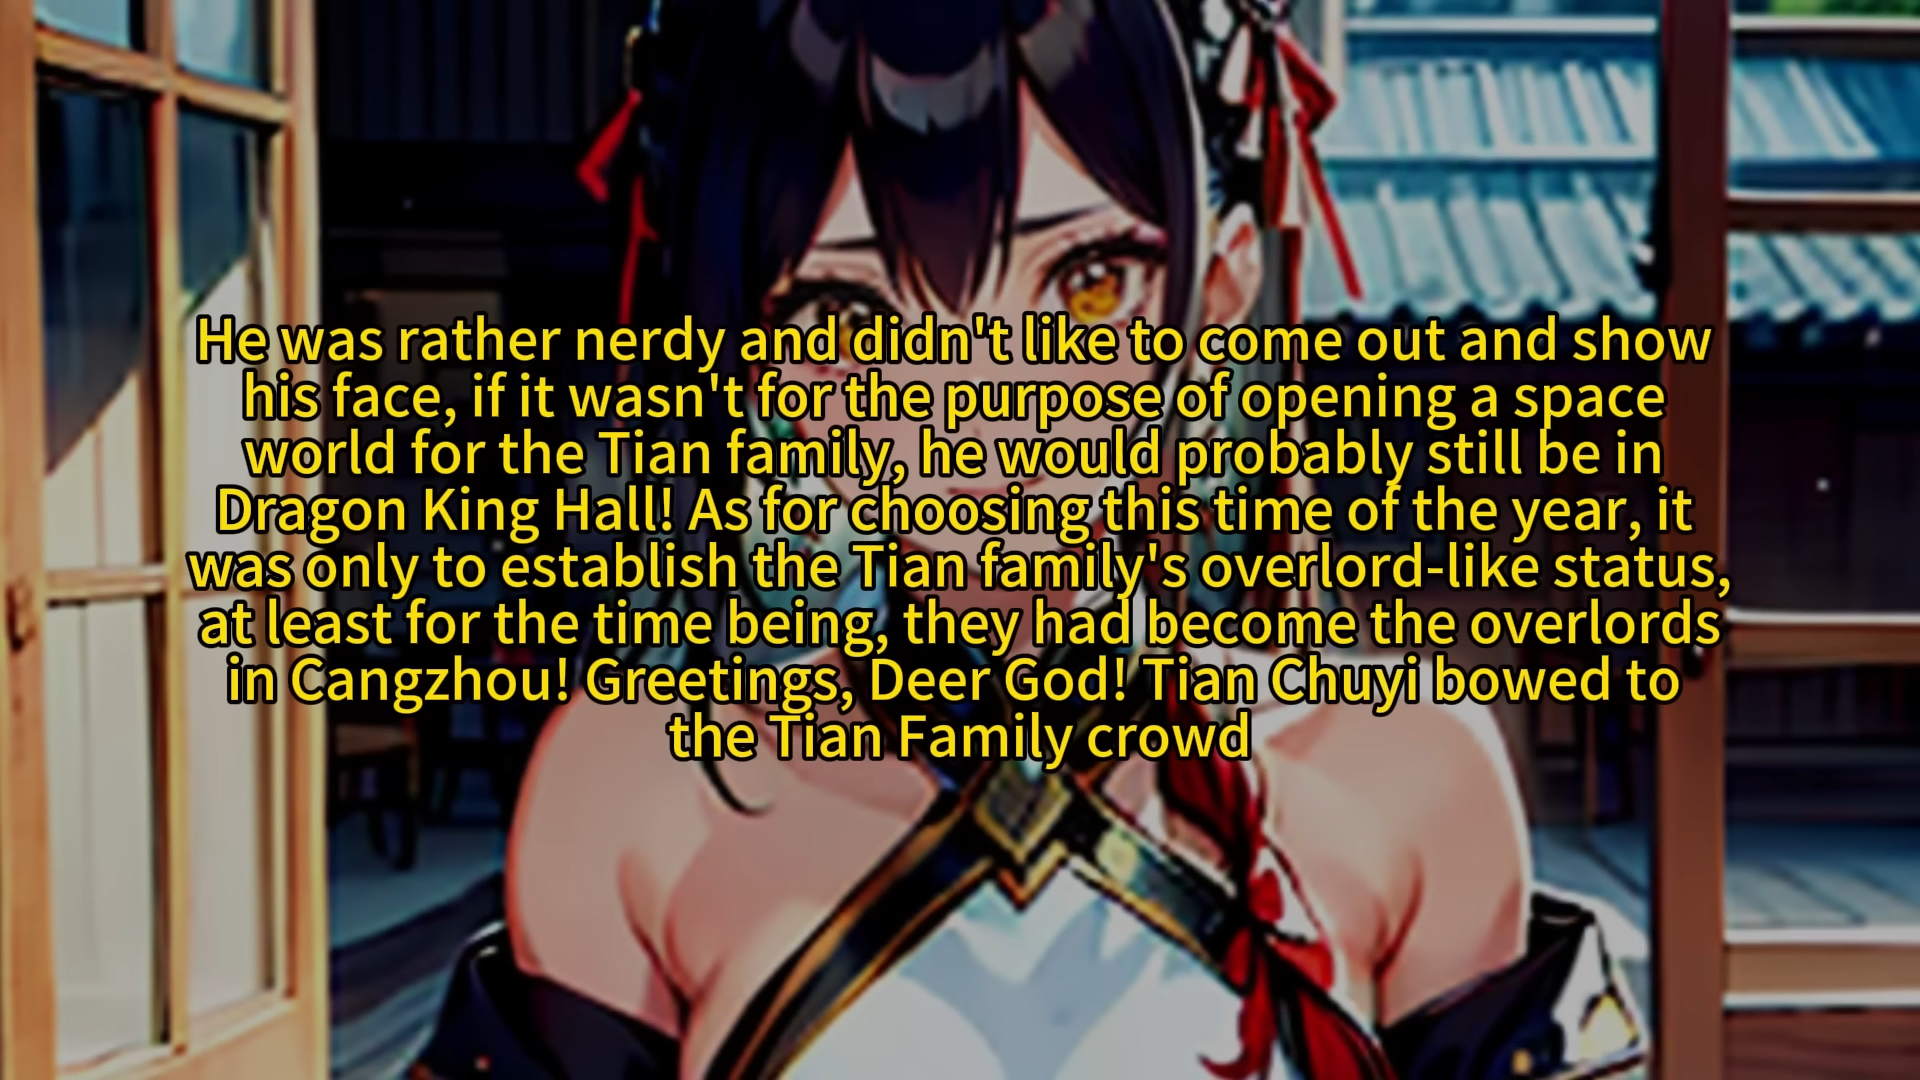 He was rather nerdy and didn't like to come out and show
his face, if it wasn't for the purpose of opening a space
world for the Tian family, he would probably still be in
Dragon King Hall! As for choosing this time of the year, it
was only to establish the Tian family's overlord-like status,
at least for the time being, they had become the overlords
in Cangzhou! Greetings, Deer God! Tian Chuyi bowed to
the Tian Family crowd